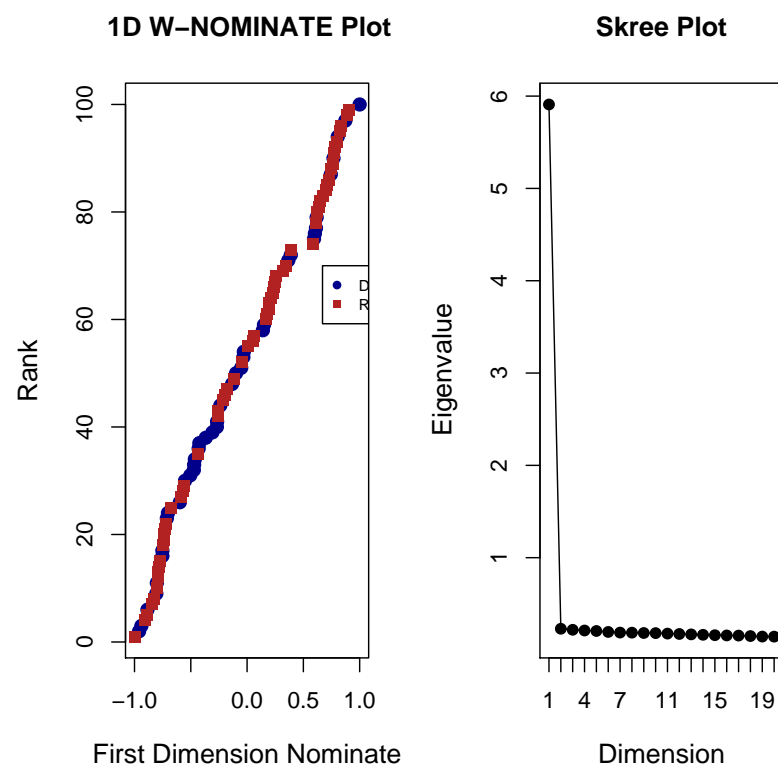 1D W−NOMINATE Plot
Rank
100
80
60
40
20
0
D
R
−1.0 0.0 0.5 1.0
First Dimension Nominate
Skree Plot
Eigenvalue
6
5
4
3
2
1
1 4 7 11 15 19
Dimension